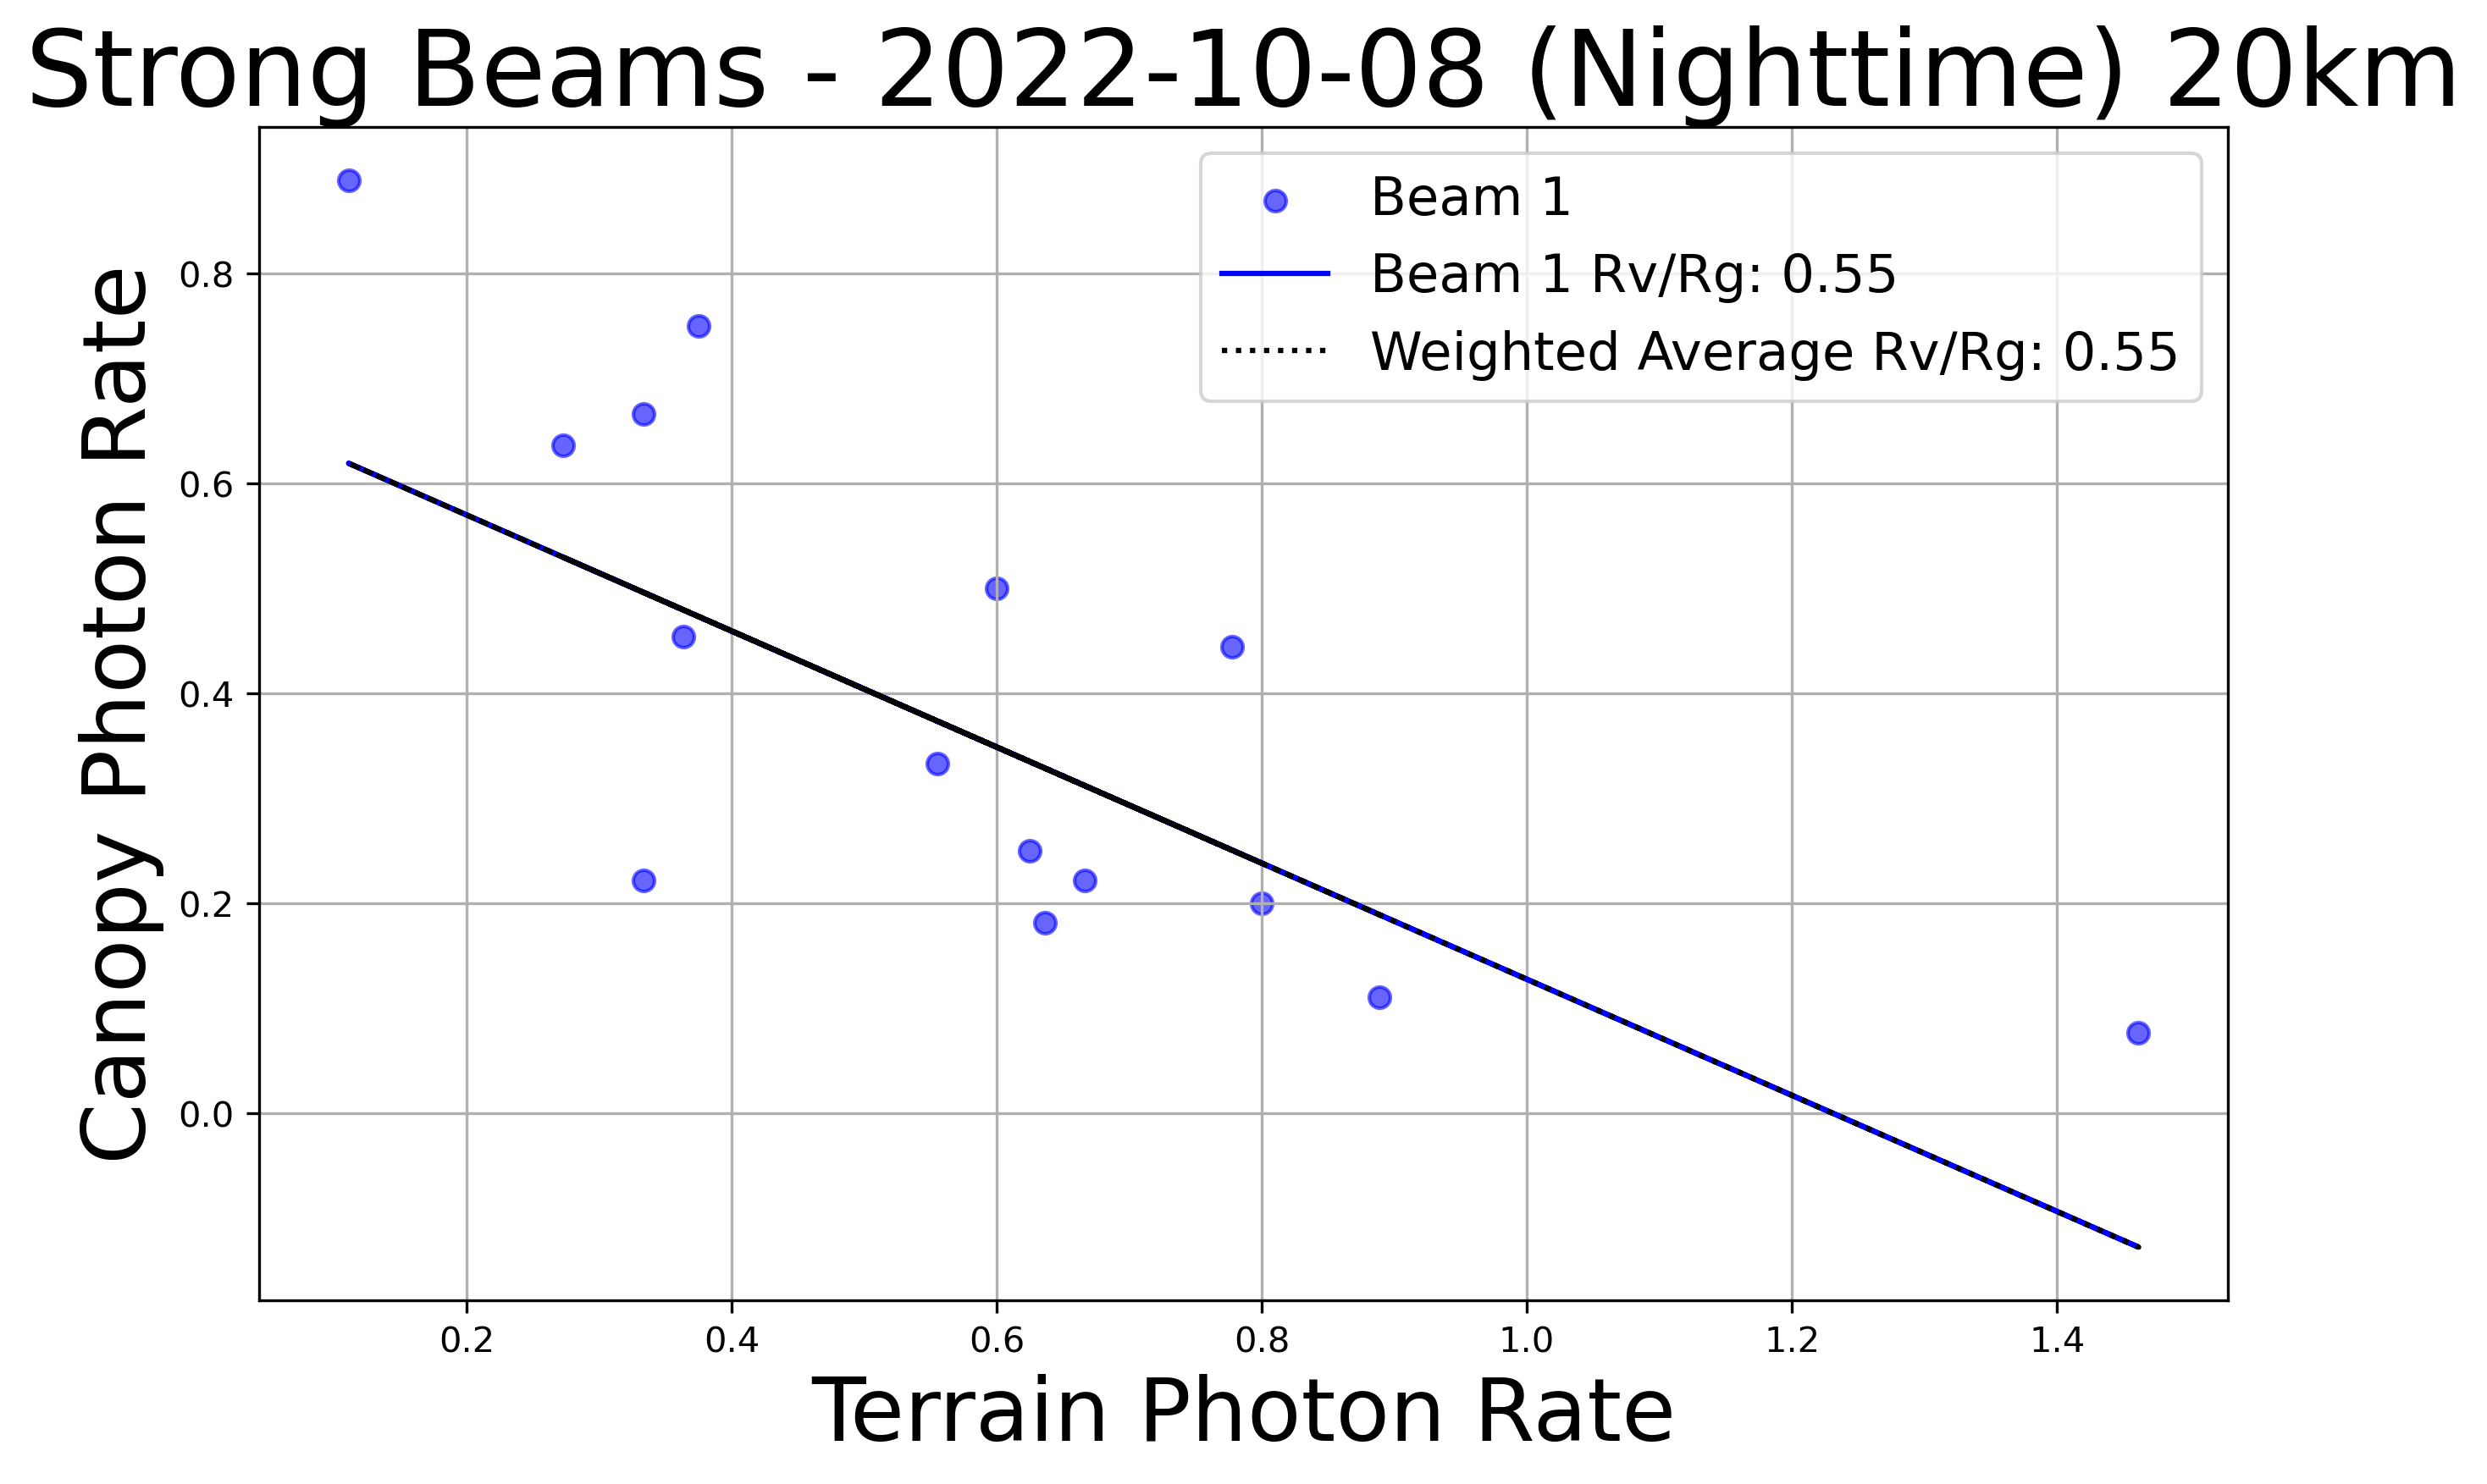 Strong Beams - 2022-10-08 (Nighttime) 20km
Beam 1
Beam 1 Rv/Rg: 0.55
Weighted Average Rv/Rg: 0.55
Canopy Photon Rate
0.8
0.6
0.4
0.2
0.0
0.2 0.4 0.6 0.8 1.0 1.2 1.4
Terrain Photon Rate